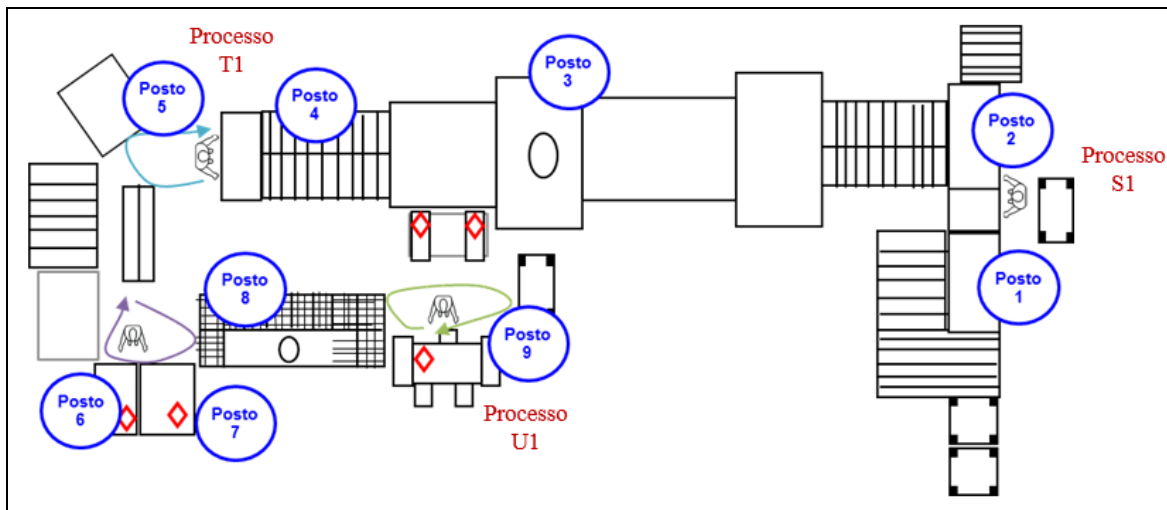 Processo
T1
Posto
5
Posto
4
Posto
3
Posto
2
Processo
S1
Posto
1
Posto
8
Posto
9
Posto
6
Posto
7
Processo
U1